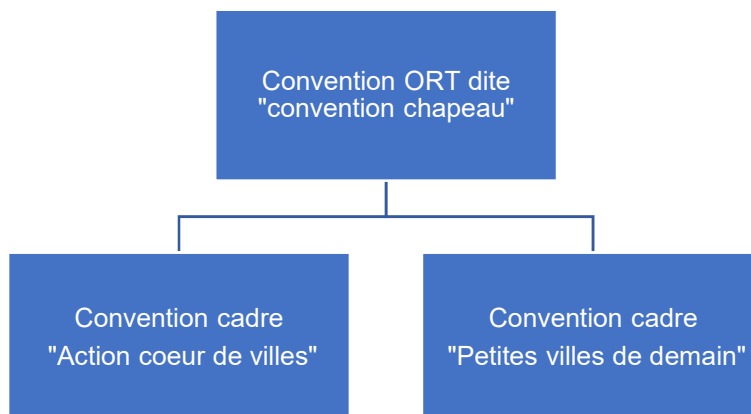 Convention ORT dite
"convention chapeau"
Convention cadre
"Action coeur de villes"
Convention cadre
"Petites villes de demain"